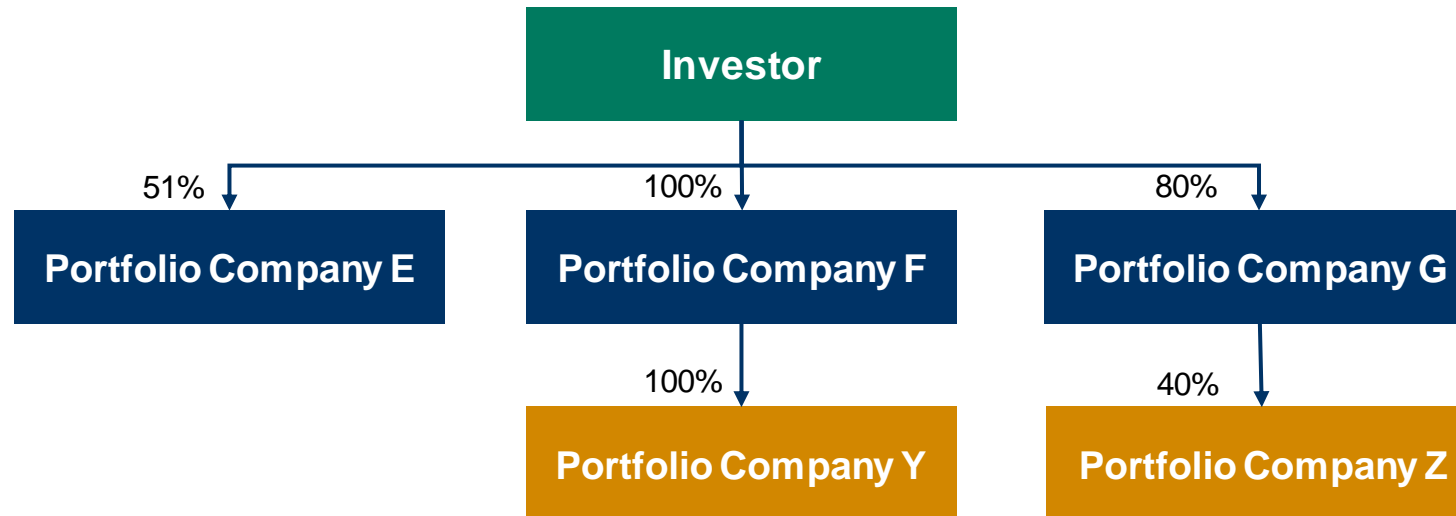 Investor
51%
100%
80%
Portfolio Company E
Portfolio Company F
Portfolio Company G
100%
40%
Portfolio Company Y
Portfolio Company Z